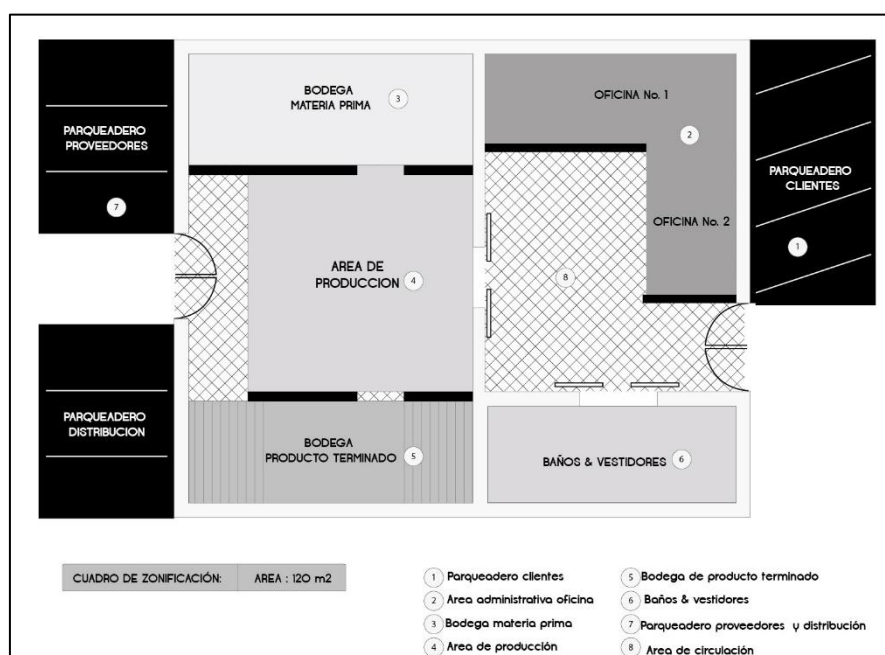 BODEGA
MATERIA PRIMA
3
OFICINA No. 1
2
PARQUEADERO
PROVEEDORES
7
PARQUEADERO
CLIENTES
1
OFICINA No. 2
AREA DE
PRODUCCION
4
8
PARQUEADERO
DISTRIBUCION
BODEGA
PRODUCTO TERMINADO
5
BAÑOS & VESTIDORES
6
CUADRO DE ZONIFICACIÓN:
AREA : 120 m2
1 Parqueadero clientes
2 Area administrativa oficina
3 Bodega materia prima
4 Area de producción
5 Bodega de producto terminado
6 Baños & vestidores
7 Parqueadero proveedores y distribución
8 Area de circulación